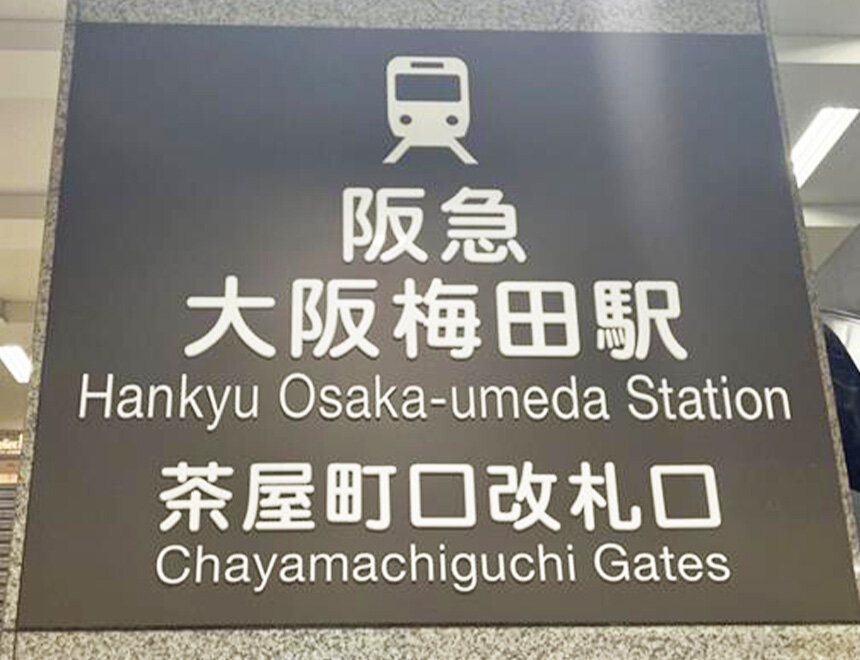 阪急
大阪梅田駅
Hankyu Osaka-umeda Station
茶屋町口改札口
Chayamachiguchi Gates